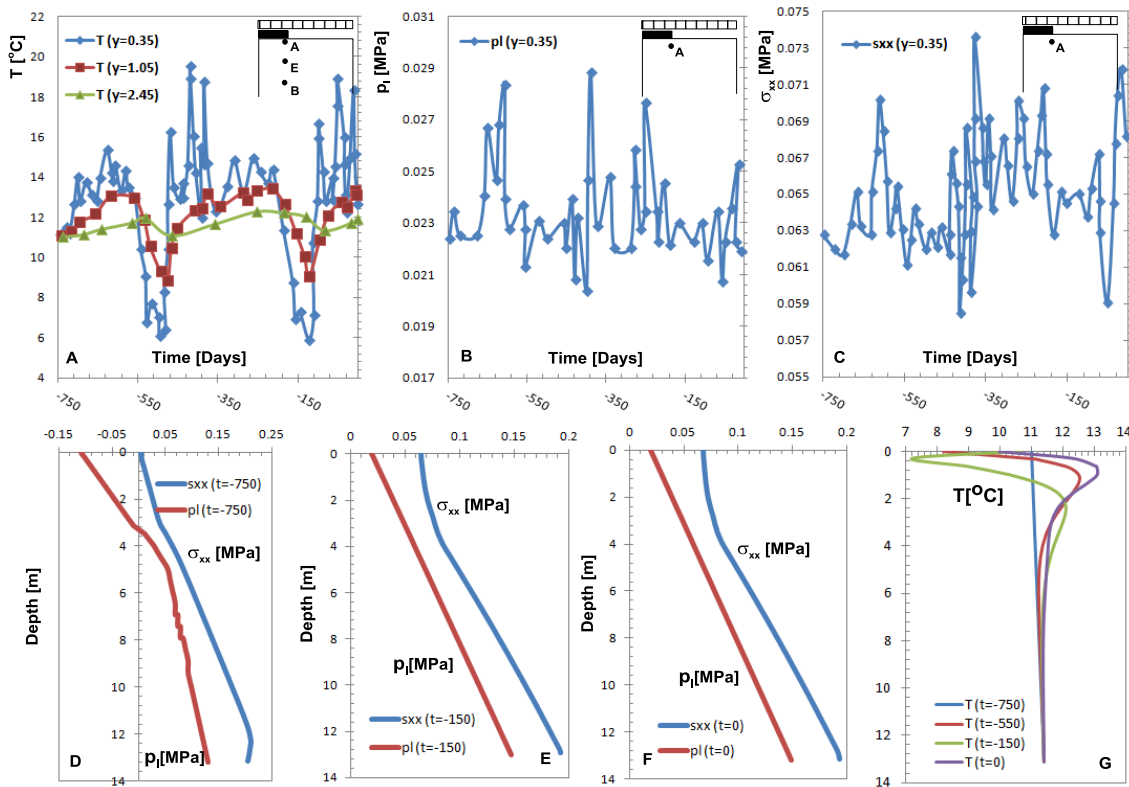 T [°C]
22
20
18
16
14
12
10
8
6
4
T (y=0.35)
T (y=1.05)
T (y=2.45)
A
E
B
A
Time [Days]
-750
-550
-350
-150
pl [MPa]
0.031
0.029
0.027
0.025
0.023
0.021
0.019
0.017
pl (y=0.35)
A
B
Time [Days]
-750
-550
-350
-150
σxx [MPa]
0.075
0.073
0.071
0.069
0.067
0.065
0.063
0.061
0.059
0.057
0.055
sxx (y=0.35)
A
C
Time [Days]
-750
-550
-350
-150
-0.15
-0.05
0.05
0.15
0.25
Depth [m]
0
2
4
6
8
10
12
14
sxx (t=-750)
pl (t=-750)
σxx [MPa]
D
pl[MPa]
0
0.05
0.1
0.15
0.2
Depth [m]
0
2
4
6
8
10
12
14
σxx [MPa]
pl[MPa]
sxx (t=-150)
pl (t=-150)
E
0
0.05
0.1
0.15
0.2
Depth [m]
0
2
4
6
8
10
12
14
σxx [MPa]
pl[MPa]
sxx (t=0)
pl (t=0)
F
7
8
9
10
11
12
13
14
0
2
4
6
8
10
12
14
T[°C]
T (t=-750)
T (t=-550)
T (t=-150)
T (t=0)
G